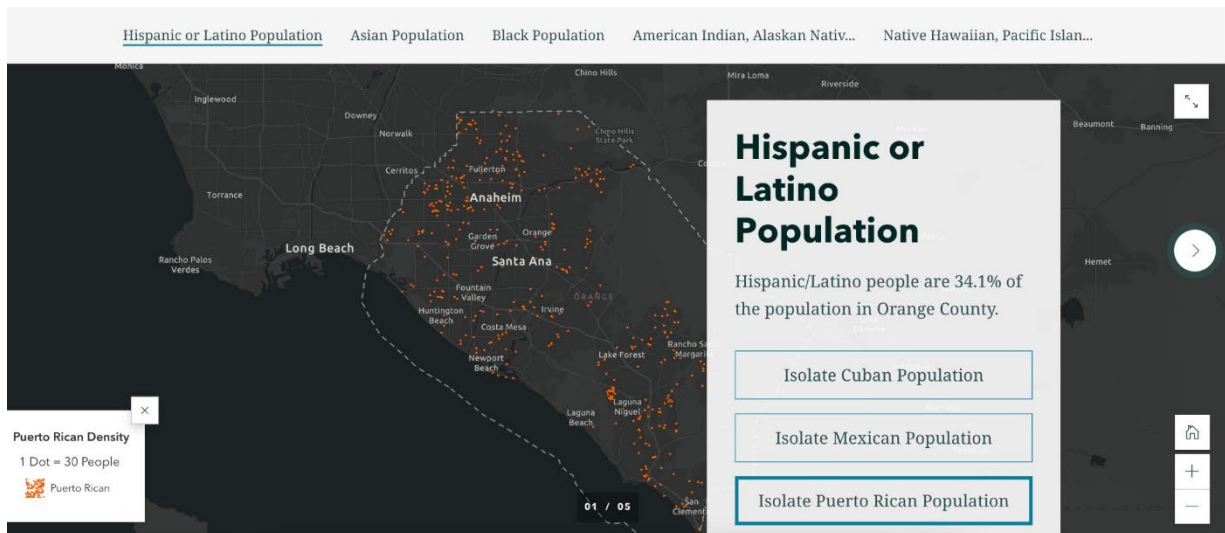 Hispanic or Latino Population
Asian Population
Black Population
American Indian, Alaskan Nativ...
Native Hawaiian, Pacific Islan...
Monica
Chino Hills
Mira Loma
Riverside
Inglewood
Downey
Norwalk
Chino Hills
State Park
Beaumont
Banning
Cerritos
Fullerton
Torrance
Anaheim
Garden
Grove
Orange
Long Beach
Santa Ana
Rancho Palos
Verdes
Hemet
Fountain
Valley
ORANGE
Huntington
Beach
Irvine
Costa Mesa
Newport
Beach
Lake Forest
Rancho Sa
Margari
Laguna
Beach
Laguna
Niguel
San
Clement
Hispanic or
Latino
Population
Hispanic/Latino people are 34.1% of
the population in Orange County.
Isolate Cuban Population
Isolate Mexican Population
Isolate Puerto Rican Population
Puerto Rican Density
1 Dot = 30 People
Puerto Rican
01 / 05